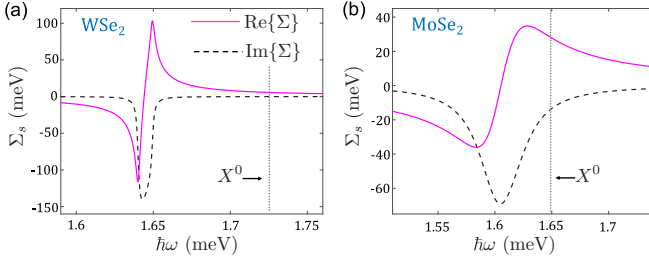 (a)
WSe₂
Re{Σ}
Im{Σ}
100
50
0
-50
-100
-150
Σₛ (meV)
X⁰
1.6
1.65
1.7
1.75
ℏω (meV)
(b)
MoSe₂
40
20
0
-20
-40
-60
Σₛ (meV)
X⁰
1.55
1.6
1.65
1.7
ℏω (meV)